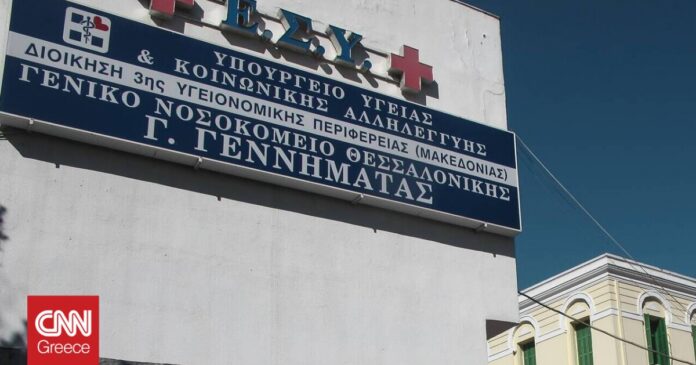 Ε.Σ.Υ.
ΥΠΟΥΡΓΕΙΟ ΥΓΕΙΑΣ
& ΚΟΙΝΩΝΙΚΗΣ ΑΛΛΗΛΕΓΓΥΗΣ
ΔΙΟΙΚΗΣΗ 3ης ΥΓΕΙΟΝΟΜΙΚΗΣ ΠΕΡΙΦΕΡΕΙΑΣ (ΜΑΚΕΔΟΝΙΑΣ)
ΓΕΝΙΚΟ ΝΟΣΟΚΟΜΕΙΟ ΘΕΣΣΑΛΟΝΙΚΗΣ
Γ. ΓΕΝΝΗΜΑΤΑΣ
CNN
Greece